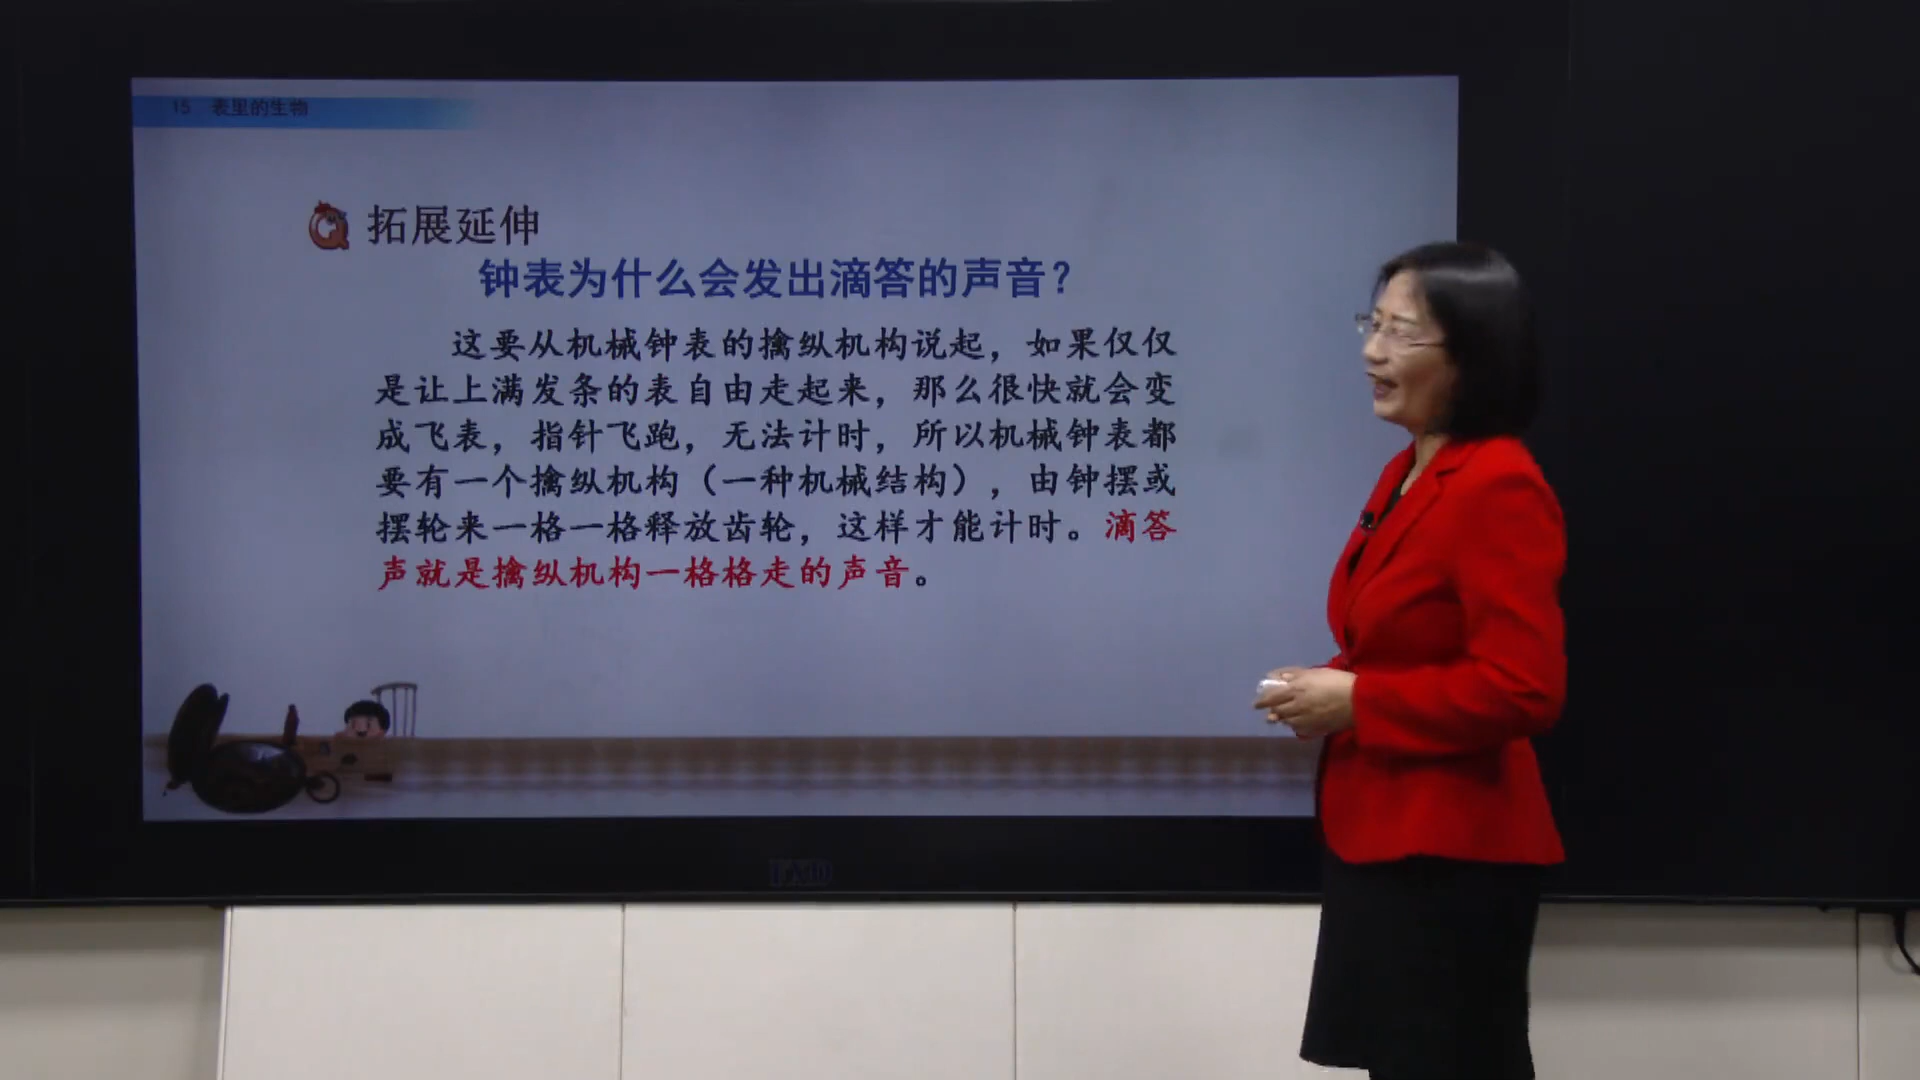 15 表里的生物
拓展延伸
钟表为什么会发出滴答的声音？
这要从机械钟表的擒纵机构说起，如果仅仅
是让上满发条的表自由走起来，那么很快就会变
成飞表，指针飞跑，无法计时，所以机械钟表都
要有一个擒纵机构（一种机械结构），由钟摆或
摆轮来一格一格释放齿轮，这样才能计时。滴答
声就是擒纵机构一格格走的声音。